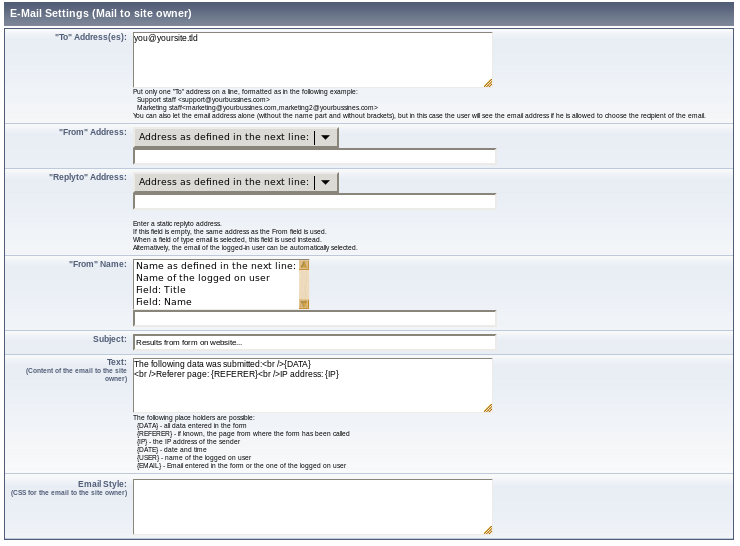 E-Mail Settings (Mail to site owner)
"To" Address(es):
you@yoursite.tld
Put only one "To" address on a line, formatted as in the following example:
Support staff <support@yourbussines.com>
Marketing staff<marketing@yourbussines.com,marketing2@yourbussines.com>
You can also let the email address alone (without the name part and without brackets), but in this case the user will see the email address if he is allowed to choose the recipient of the email.
"From" Address:
Address as defined in the next line:
"Replyto" Address:
Address as defined in the next line:
Enter a static replyto address.
If this field is empty, the same address as the From field is used.
When a field of type email is selected, this field is used instead.
Alternatively, the email of the logged-in user can be automatically selected.
"From" Name:
Name as defined in the next line:
Name of the logged on user
Field: Title
Field: Name
Subject:
Results from form on website...
Text:
(Content of the email to the site
owner)
The following data was submitted:<br />{DATA}
<br />Referer page: {REFERER}<br />IP address: {IP}
The following place holders are possible:
{DATA} - all data entered in the form
{REFERER} - if known, the page from where the form has been called
{IP} - the IP address of the sender
{DATE} - date and time
{USER} - name of the logged on user
{EMAIL} - Email entered in the form or the one of the logged on user
Email Style:
(CSS for the email to the site owner)